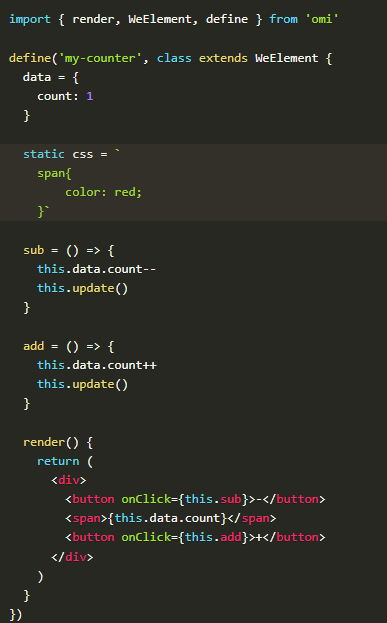 import { render, WeElement, define } from 'omi'

define('my-counter', class extends WeElement {
  data = {
    count: 1
  }

  static css = `
    span{
        color: red;
    }`

  sub = () => {
    this.data.count--
    this.update()
  }

  add = () => {
    this.data.count++
    this.update()
  }

  render() {
    return (
      <div>
        <button onClick={this.sub}>-</button>
        <span>{this.data.count}</span>
        <button onClick={this.add}>+</button>
      </div>
    )
  }
})